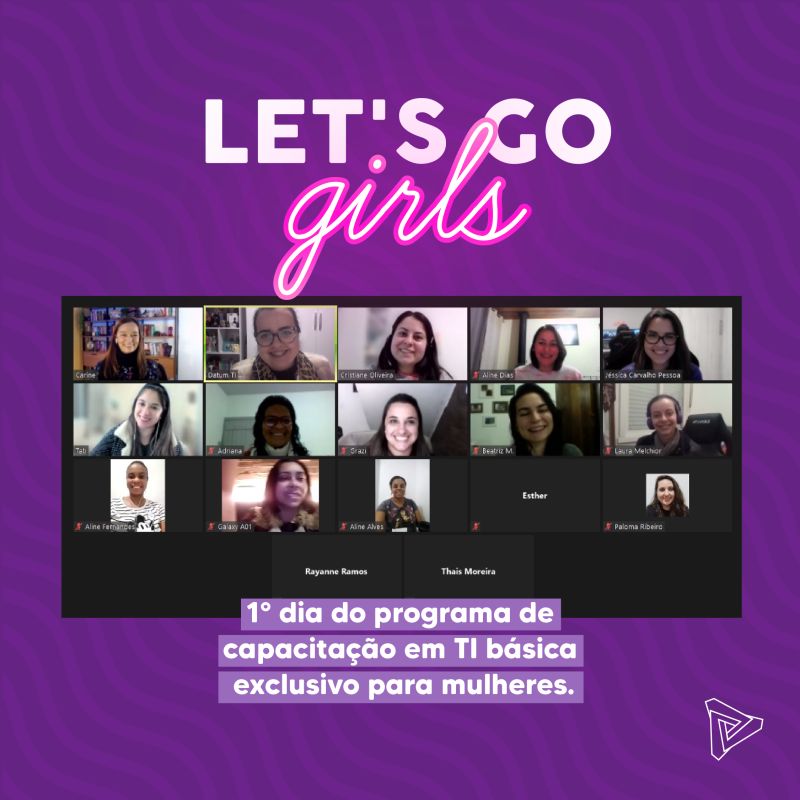 LET'S GO
girls
Carine
Datum TI
Cristiane Oliveira
Aline Dias
Jéssica Carvalho Pessoa
Tati
Adriana
Grazi
Beatriz M.
Laura Melchior
Aline Fernandes
Galaxy A01
Aline Alves
Esther
Paloma Ribeiro
Rayanne Ramos
Thais Moreira
1° dia do programa de
capacitação em TI básica
exclusivo para mulheres.